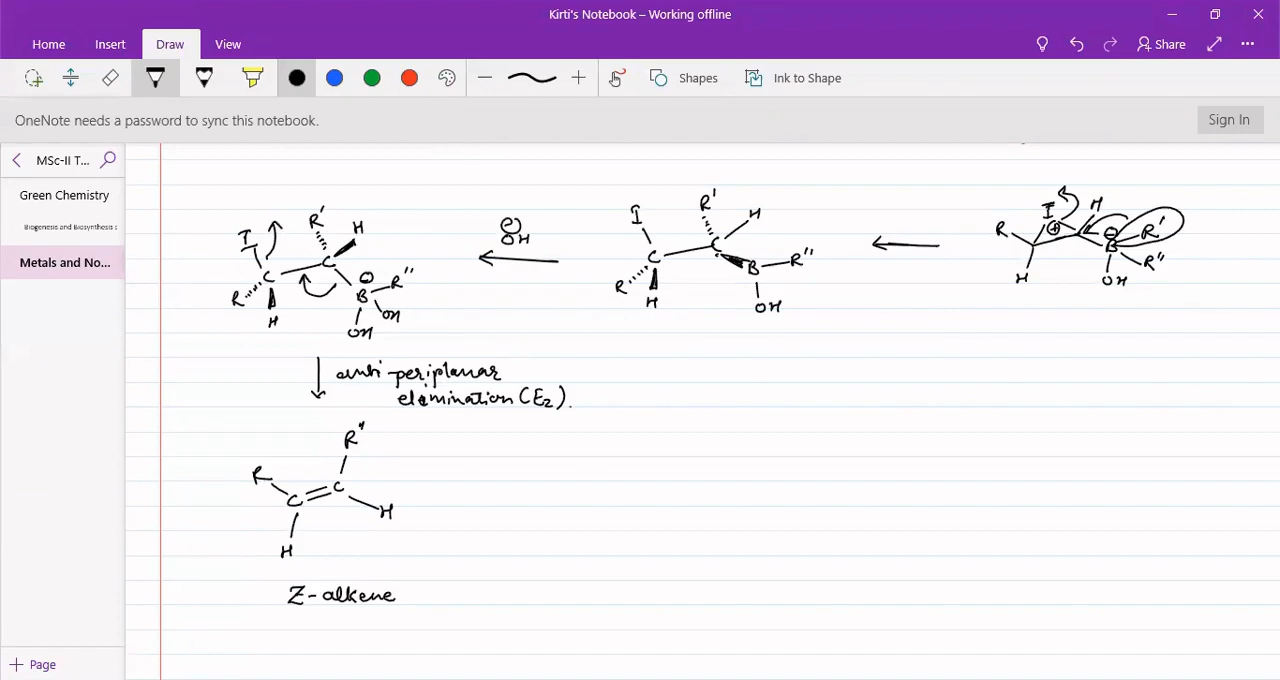 Kirti's Notebook – Working offline
Home Insert Draw View
Share
Shapes
Ink to Shape
OneNote needs a password to sync this notebook.
Sign In
MSc-II T...
Green Chemistry
Biogenesis and Biosynthesis
Metals and No...
+ Page
I R' H
C C
R H
⊖ B R''
OH OH
⊖
OH
I R' H
C C
R H
B R''
OH
R I H
⊕
H
⊖ B R'
R''
OH
anti-periplanar
elemination (E2).
R R''
C = C
H H
Z-alkene